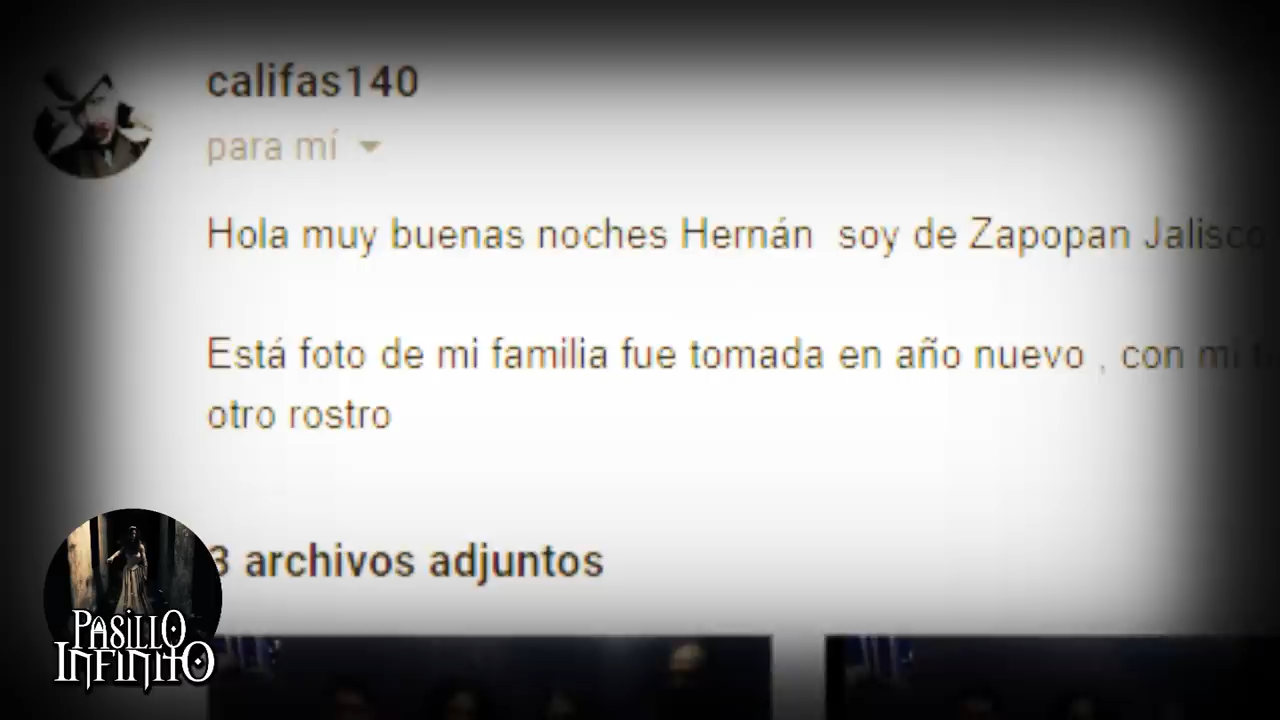 califas140
para mí
Hola muy buenas noches Hernán soy de Zapopan Jalisco
Está foto de mi familia fue tomada en año nuevo , con mi
otro rostro
3 archivos adjuntos
PASILLO
INFINITO